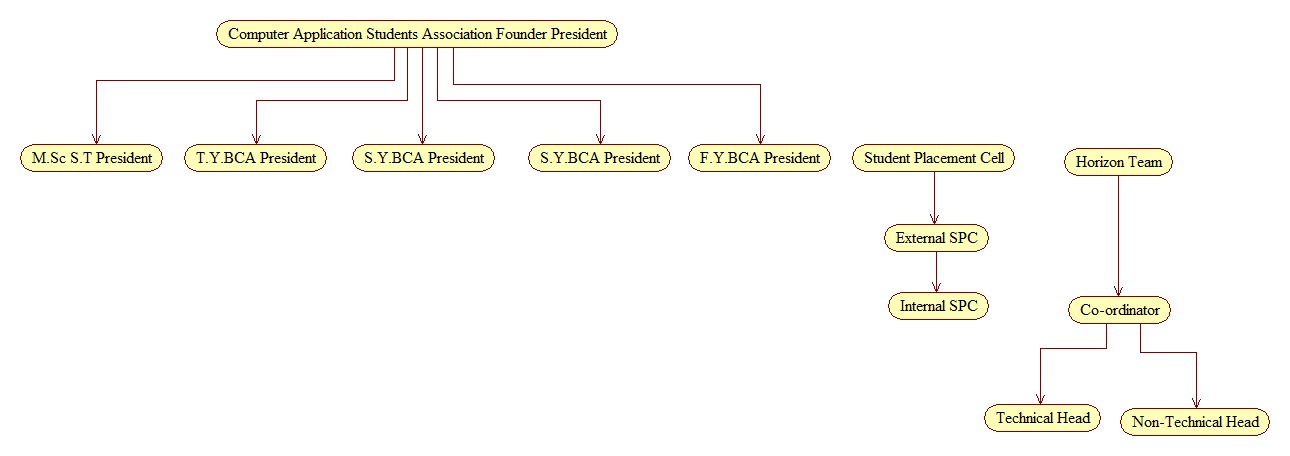 Computer Application Students Association Founder President
M.Sc S.T President
T.Y.BCA President
S.Y.BCA President
S.Y.BCA President
F.Y.BCA President
Student Placement Cell
Horizon Team
External SPC
Internal SPC
Co-ordinator
Technical Head
Non-Technical Head